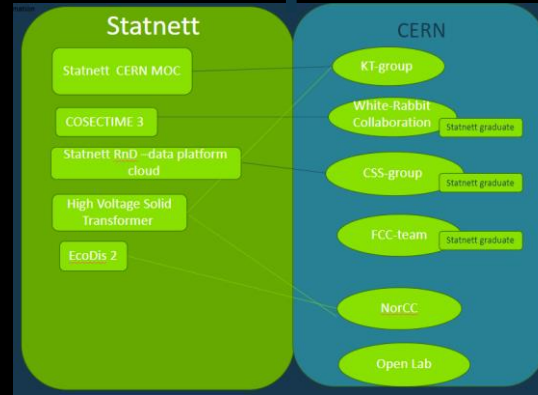 Statnett
CERN
Statnett CERN MOC
COSECTIME 3
Statnett RnD –data platform
cloud
High Voltage Solid
Transformer
EcoDis 2
KT-group
White-Rabbit
Collaboration
Statnett graduate
CSS-group
Statnett graduate
FCC-team
Statnett graduate
NorCC
Open Lab